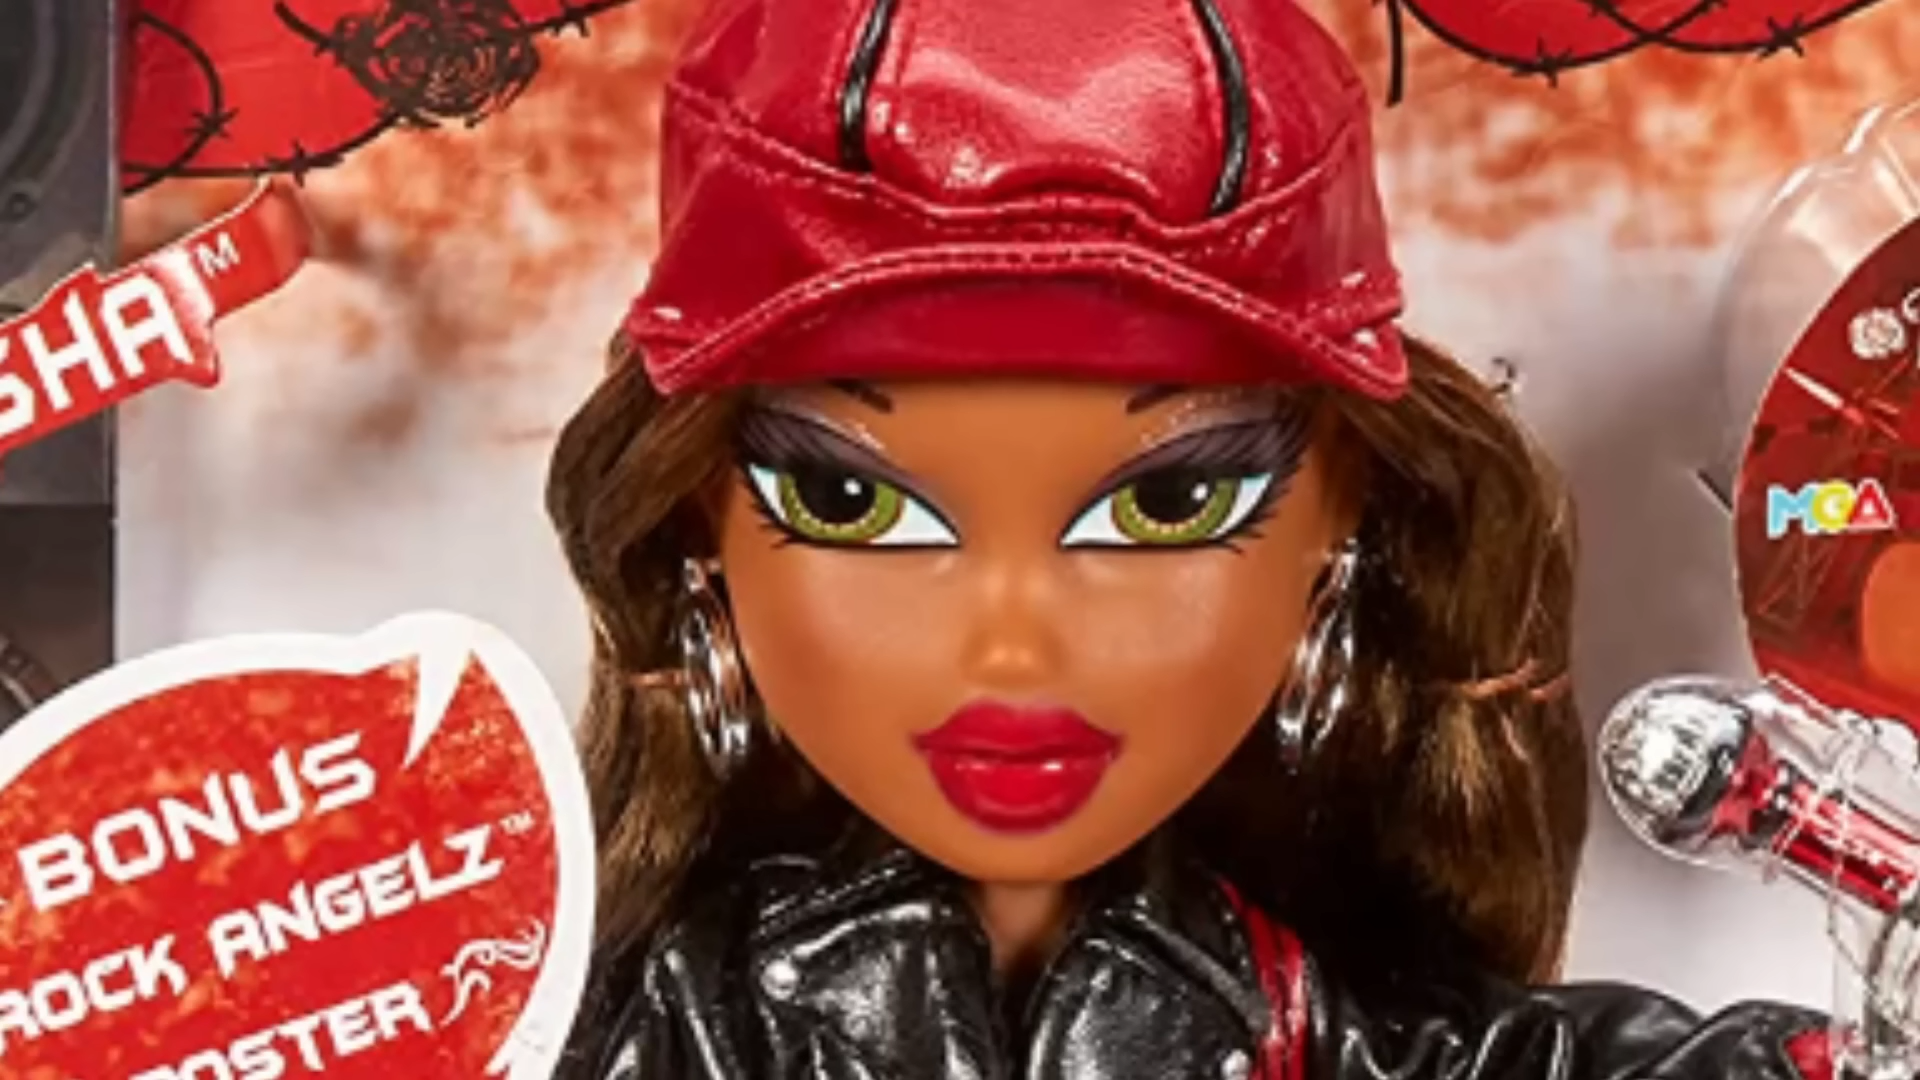 SHA™
MGA
BONUS
ROCK ANGELZ™
POSTER